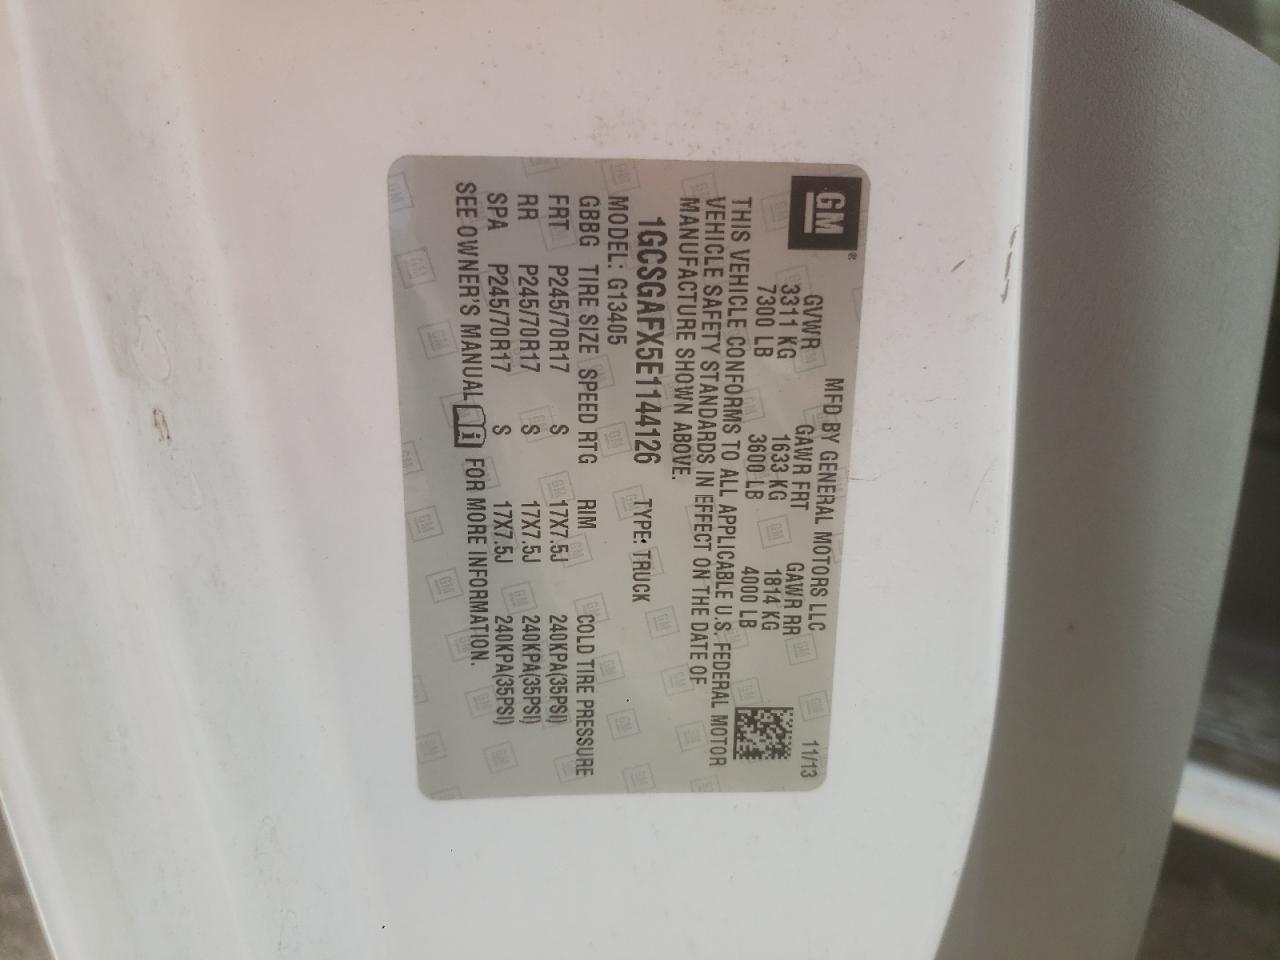 GM
®
MFD BY GENERAL MOTORS LLC 11/13
GVWR GAWR FRT GAWR RR
3311 KG 1633 KG 1814 KG
7300 LB 3600 LB 4000 LB
THIS VEHICLE CONFORMS TO ALL APPLICABLE U.S. FEDERAL MOTOR
VEHICLE SAFETY STANDARDS IN EFFECT ON THE DATE OF
MANUFACTURE SHOWN ABOVE.
1GCSGAFX5E1144126 TYPE: TRUCK
MODEL: G13405
GBBG TIRE SIZE SPEED RTG RIM COLD TIRE PRESSURE
FRT P245/70R17 S 17X7.5J 240KPA(35PSI)
RR P245/70R17 S 17X7.5J 240KPA(35PSI)
SPA P245/70R17 S 17X7.5J 240KPA(35PSI)
SEE OWNER'S MANUAL i FOR MORE INFORMATION.